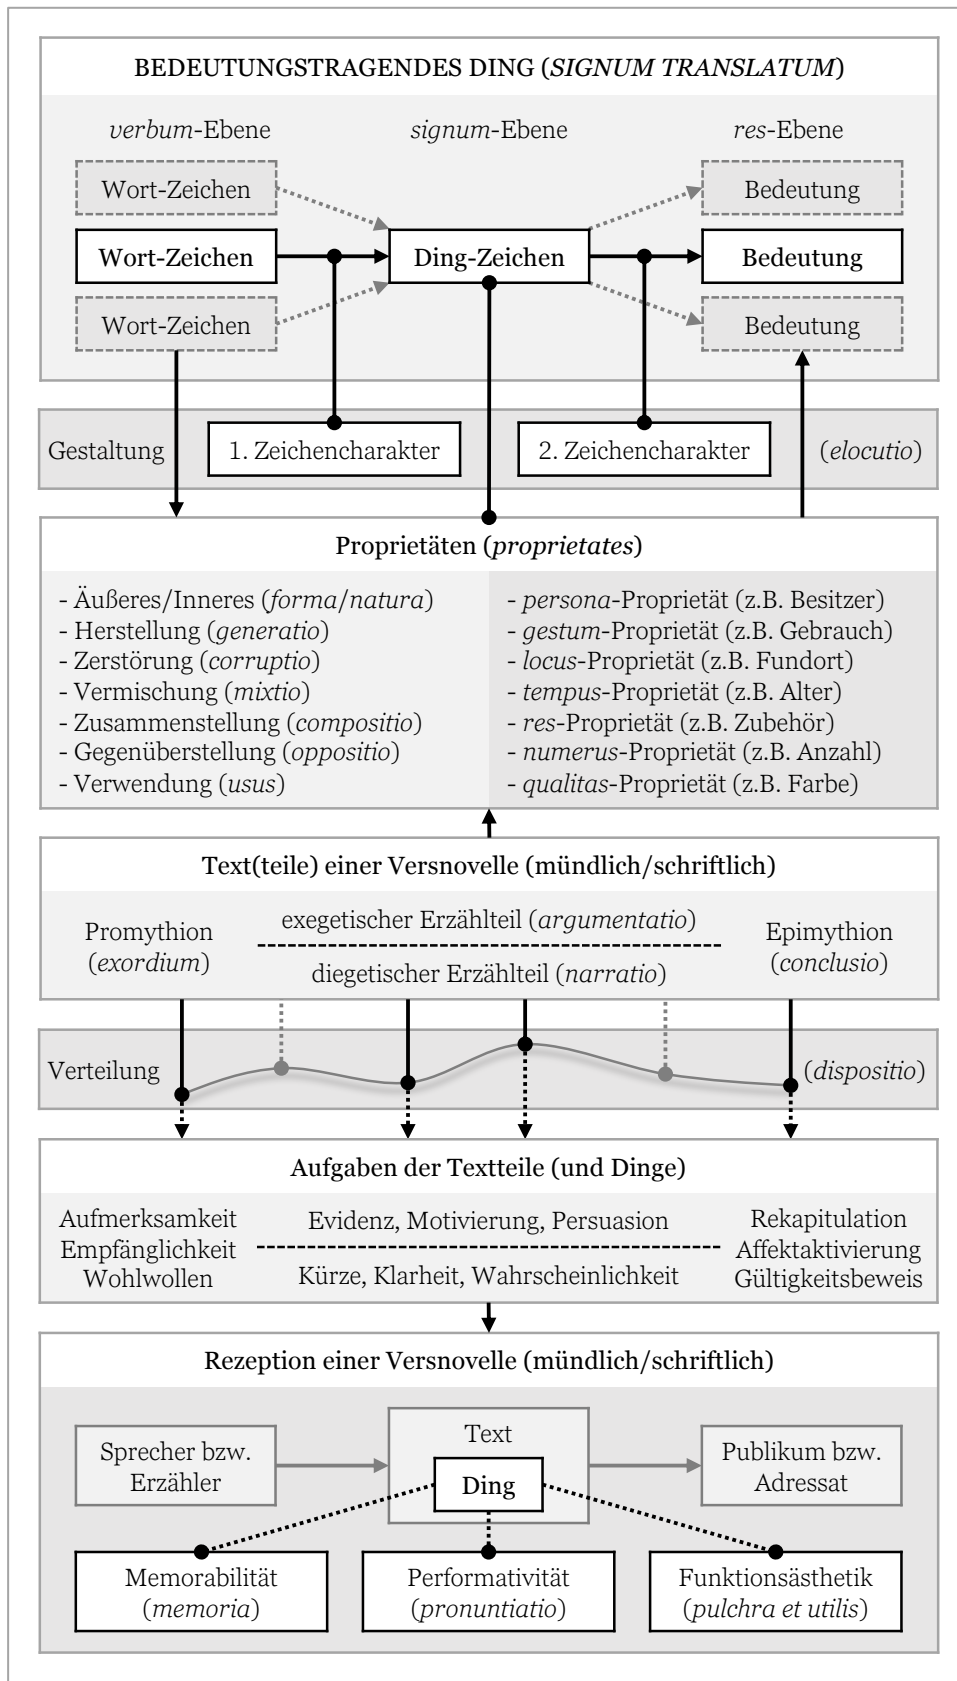 BEDEUTUNGSTRAGENDES DING (SIGNUM TRANSLATUM)
verbum-Ebene signum-Ebene res-Ebene
Wort-Zeichen Bedeutung
Wort-Zeichen Ding-Zeichen Bedeutung
Wort-Zeichen Bedeutung
Gestaltung 1. Zeichencharakter 2. Zeichencharakter (elocutio)
Proprietäten (proprietates)
- Äußeres/Inneres (forma/natura)
- Herstellung (generatio)
- Zerstörung (corruptio)
- Vermischung (mixtio)
- Zusammenstellung (compositio)
- Gegenüberstellung (oppositio)
- Verwendung (usus)
- persona-Proprietät (z.B. Besitzer)
- gestum-Proprietät (z.B. Gebrauch)
- locus-Proprietät (z.B. Fundort)
- tempus-Proprietät (z.B. Alter)
- res-Proprietät (z.B. Zubehör)
- numerus-Proprietät (z.B. Anzahl)
- qualitas-Proprietät (z.B. Farbe)
Text(teile) einer Versnovelle (mündlich/schriftlich)
Promythion
(exordium)
exegetischer Erzählteil (argumentatio)
diegetischer Erzählteil (narratio)
Epimythion
(conclusio)
Verteilung (dispositio)
Aufgaben der Textteile (und Dinge)
Aufmerksamkeit
Empfänglichkeit
Wohlwollen
Evidenz, Motivierung, Persuasion
Kürze, Klarheit, Wahrscheinlichkeit
Rekapitulation
Affektaktivierung
Gültigkeitsbeweis
Rezeption einer Versnovelle (mündlich/schriftlich)
Sprecher bzw.
Erzähler
Text
Ding
Publikum bzw.
Adressat
Memorabilität
(memoria)
Performativität
(pronuntiatio)
Funktionsästhetik
(pulchra et utilis)